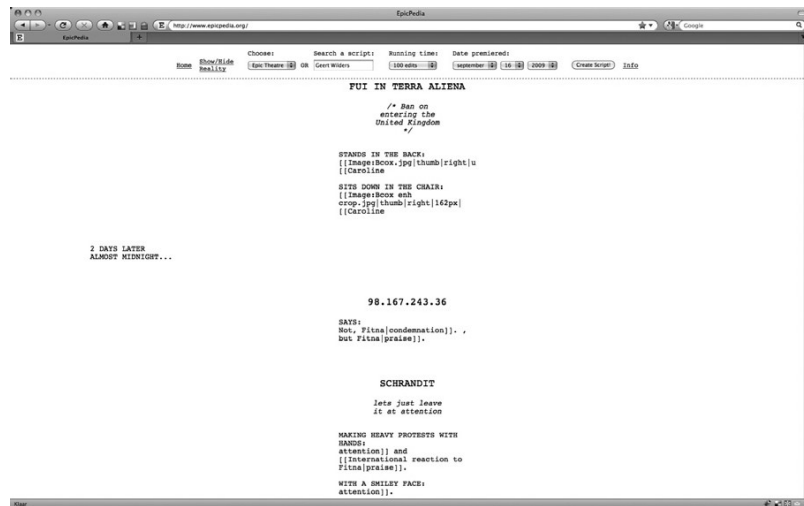 EpicPedia
http://www.epicpedia.org/
Google
EpicPedia
Choose: Search a script: Running time: Date premiered:
Home Show/Hide Reality Epic Theatre OR Geert Wilders 100 edits september 16 2009 Create Script! Info
FUI IN TERRA ALIENA
/* Ban on
entering the
United Kingdom
*/
STANDS IN THE BACK:
[[Image:Bcox.jpg|thumb|right|u
[[Caroline
SITS DOWN IN THE CHAIR:
[[Image:Bcox enh
crop.jpg|thumb|right|162px|
[[Caroline
2 DAYS LATER
ALMOST MIDNIGHT...
98.167.243.36
SAYS:
Not, Fitna|condemnation]]. ,
but Fitna|praise]].
SCHRANDIT
lets just leave
it at attention
MAKING HEAVY PROTESTS WITH
HANDS:
attention]] and
[[International reaction to
Fitna|praise]].
WITH A SMILEY FACE:
attention]].
Klaar